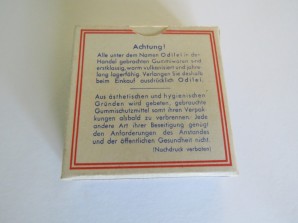 Achtung!
Alle unter dem Namen Odilei in den
Handel gebrachten Gummiwaren sind
erstklassig, warm vulkanisiert und jahre-
lang lagerfähig. Verlangen Sie deshalb
beim Einkauf ausdrücklich Odilei.
Aus ästhetischen und hygienischen
Gründen wird gebeten, gebrauchte
Gummischutzmittel samt ihren Verpak-
kungen alsbald zu verbrennen. Jede
andere Art ihrer Beseitigung genügt
den Anforderungen des Anstandes
und der öffentlichen Gesundheit nicht.
(Nachdruck verboten)